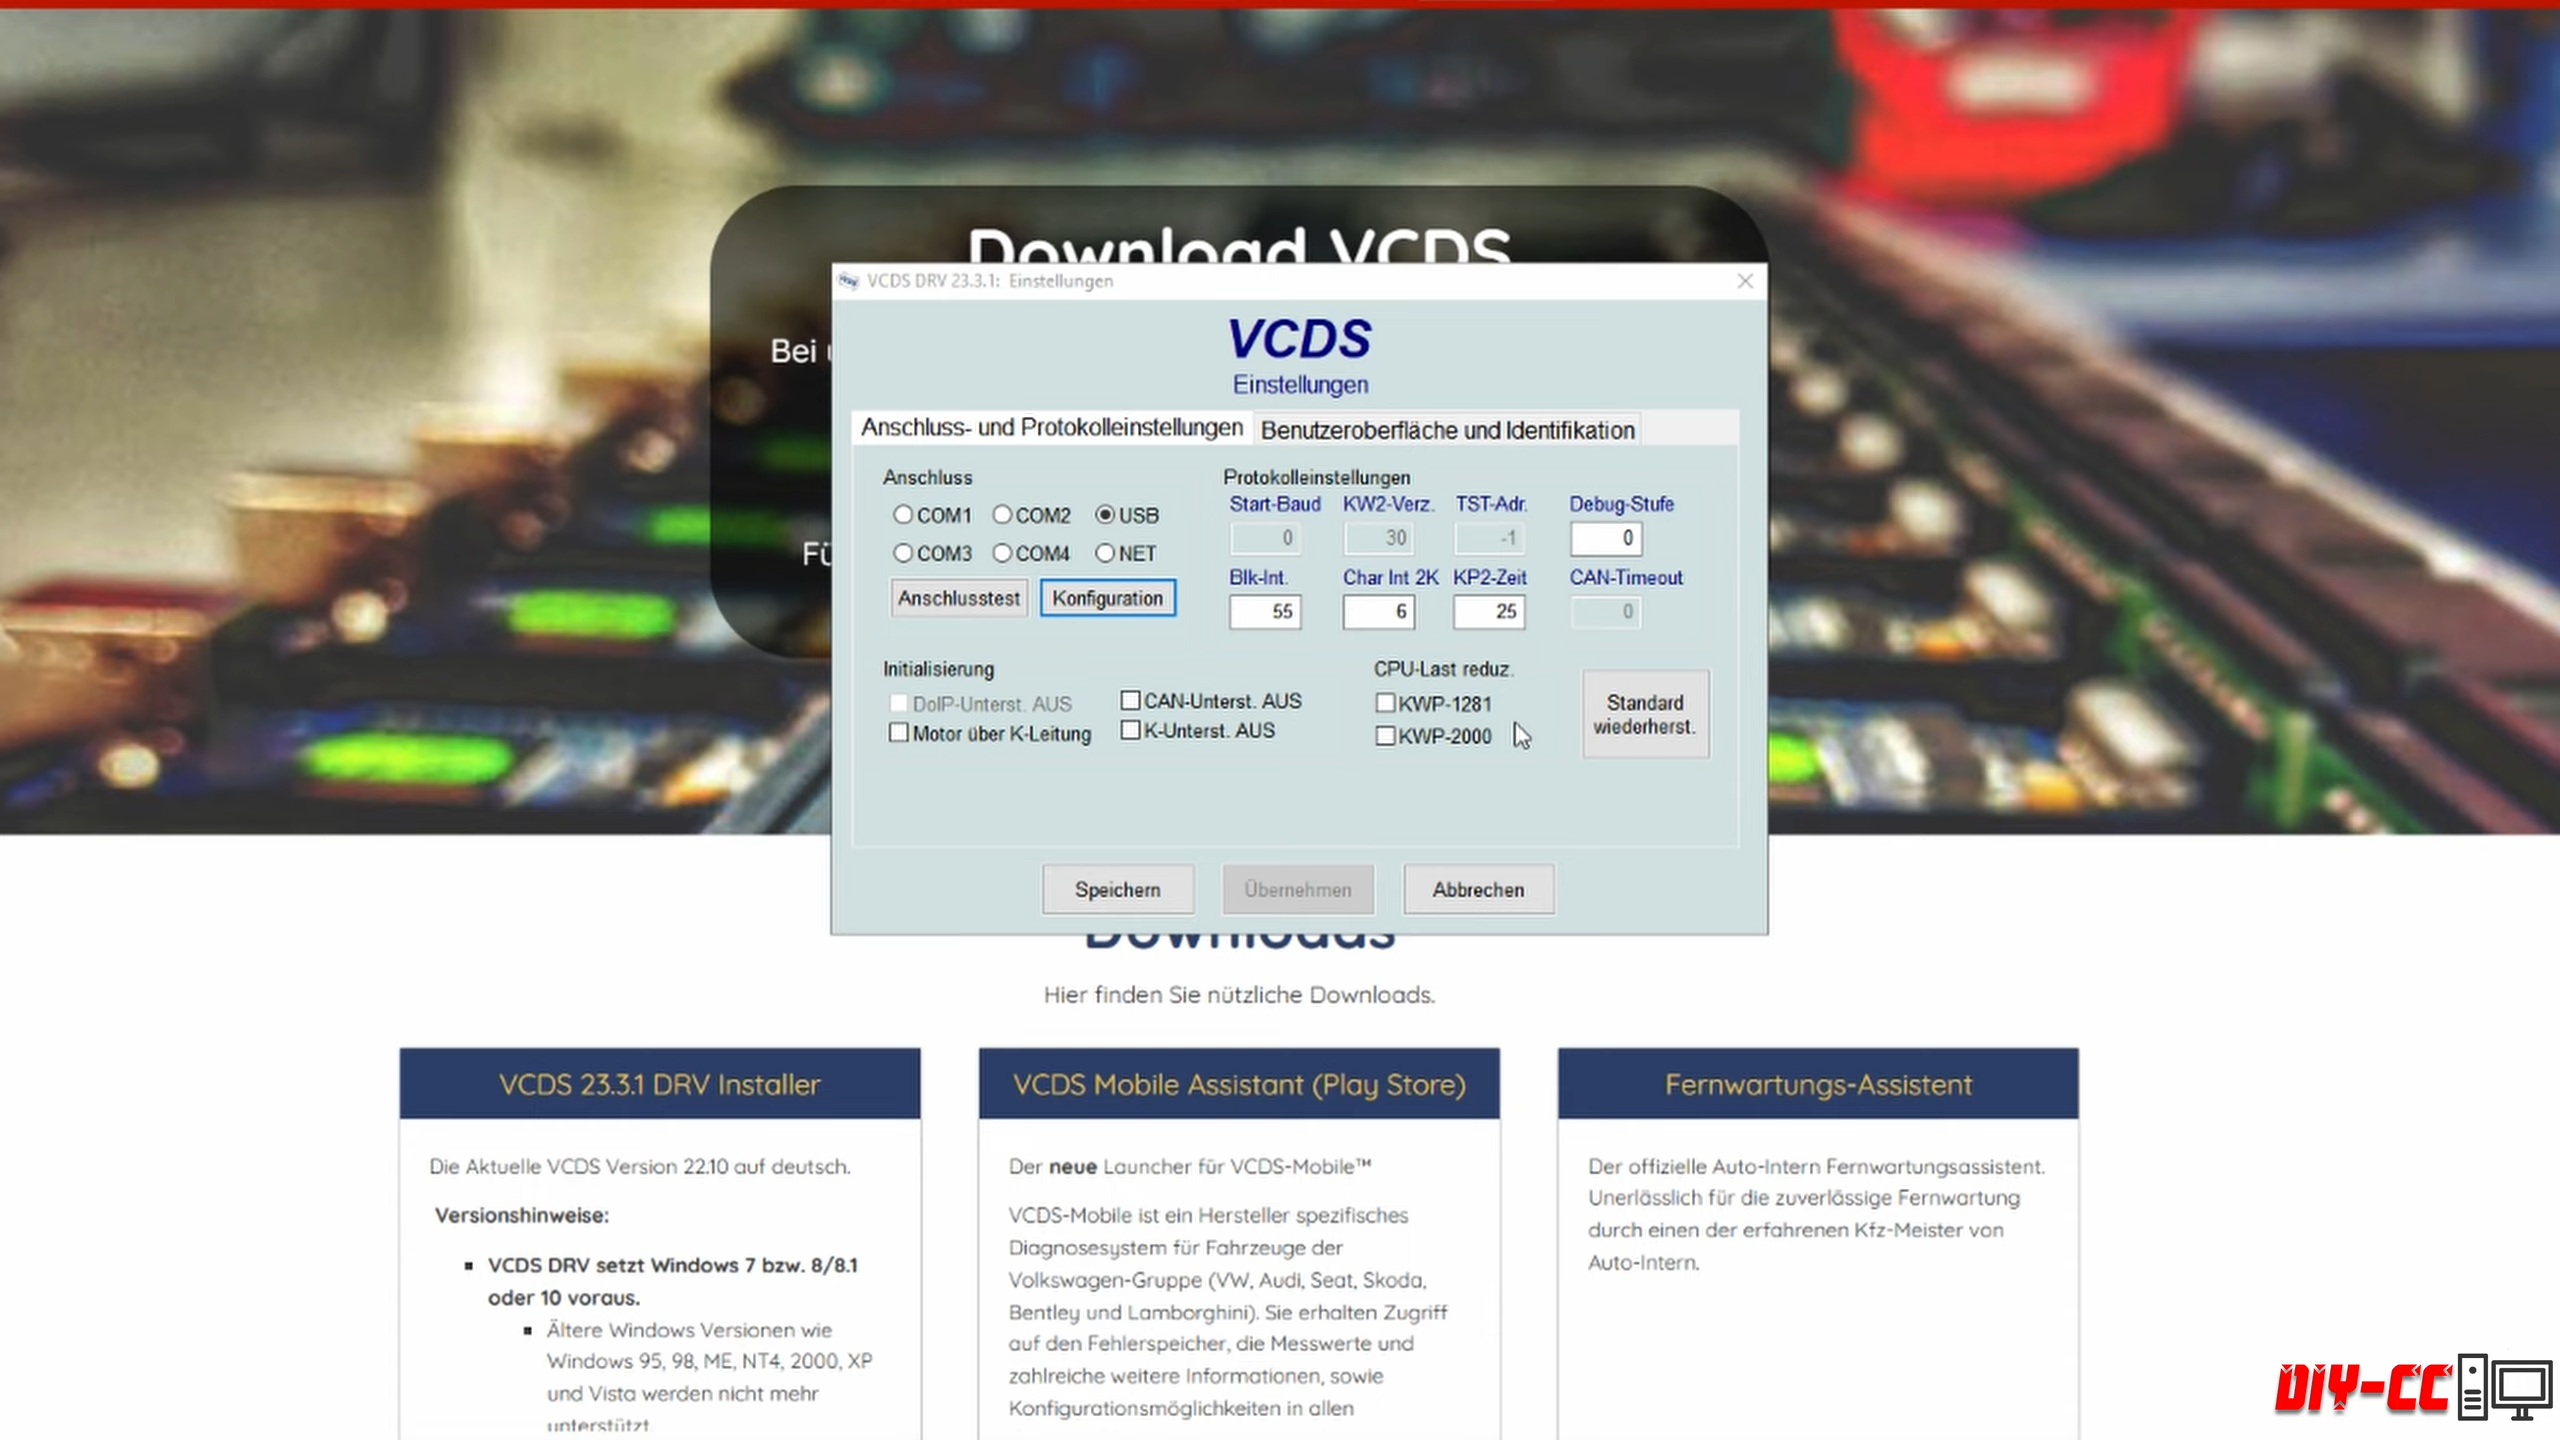 Download VCDS
Bei
Fü
VCDS DRV 23.3.1: Einstellungen
VCDS
Einstellungen
Anschluss- und Protokolleinstellungen
Benutzeroberfläche und Identifikation
Anschluss
COM1
COM2
USB
COM3
COM4
NET
Anschlusstest
Konfiguration
Protokolleinstellungen
Start-Baud
KW2-Verz.
TST-Adr.
Debug-Stufe
0
30
-1
0
Blk-Int.
Char Int 2K
KP2-Zeit
CAN-Timeout
55
6
25
0
Initialisierung
DoIP-Unterst. AUS
CAN-Unterst. AUS
Motor über K-Leitung
K-Unterst. AUS
CPU-Last reduz.
KWP-1281
KWP-2000
Standard
wiederherst.
Speichern
Übernehmen
Abbrechen
Downloads
Hier finden Sie nützliche Downloads.
VCDS 23.3.1 DRV Installer
Die Aktuelle VCDS Version 22.10 auf deutsch.
Versionshinweise:
VCDS DRV setzt Windows 7 bzw. 8/8.1
oder 10 voraus.
Ältere Windows Versionen wie
Windows 95, 98, ME, NT4, 2000, XP
und Vista werden nicht mehr
unterstützt.
VCDS Mobile Assistant (Play Store)
Der neue Launcher für VCDS-Mobile™
VCDS-Mobile ist ein Hersteller spezifisches
Diagnosesystem für Fahrzeuge der
Volkswagen-Gruppe (VW, Audi, Seat, Skoda,
Bentley und Lamborghini). Sie erhalten Zugriff
auf den Fehlerspeicher, die Messwerte und
zahlreiche weitere Informationen, sowie
Konfigurationsmöglichkeiten in allen
Fernwartungs-Assistent
Der offizielle Auto-Intern Fernwartungsassistent.
Unerlässlich für die zuverlässige Fernwartung
durch einen der erfahrenen Kfz-Meister von
Auto-Intern.
DIY-CC